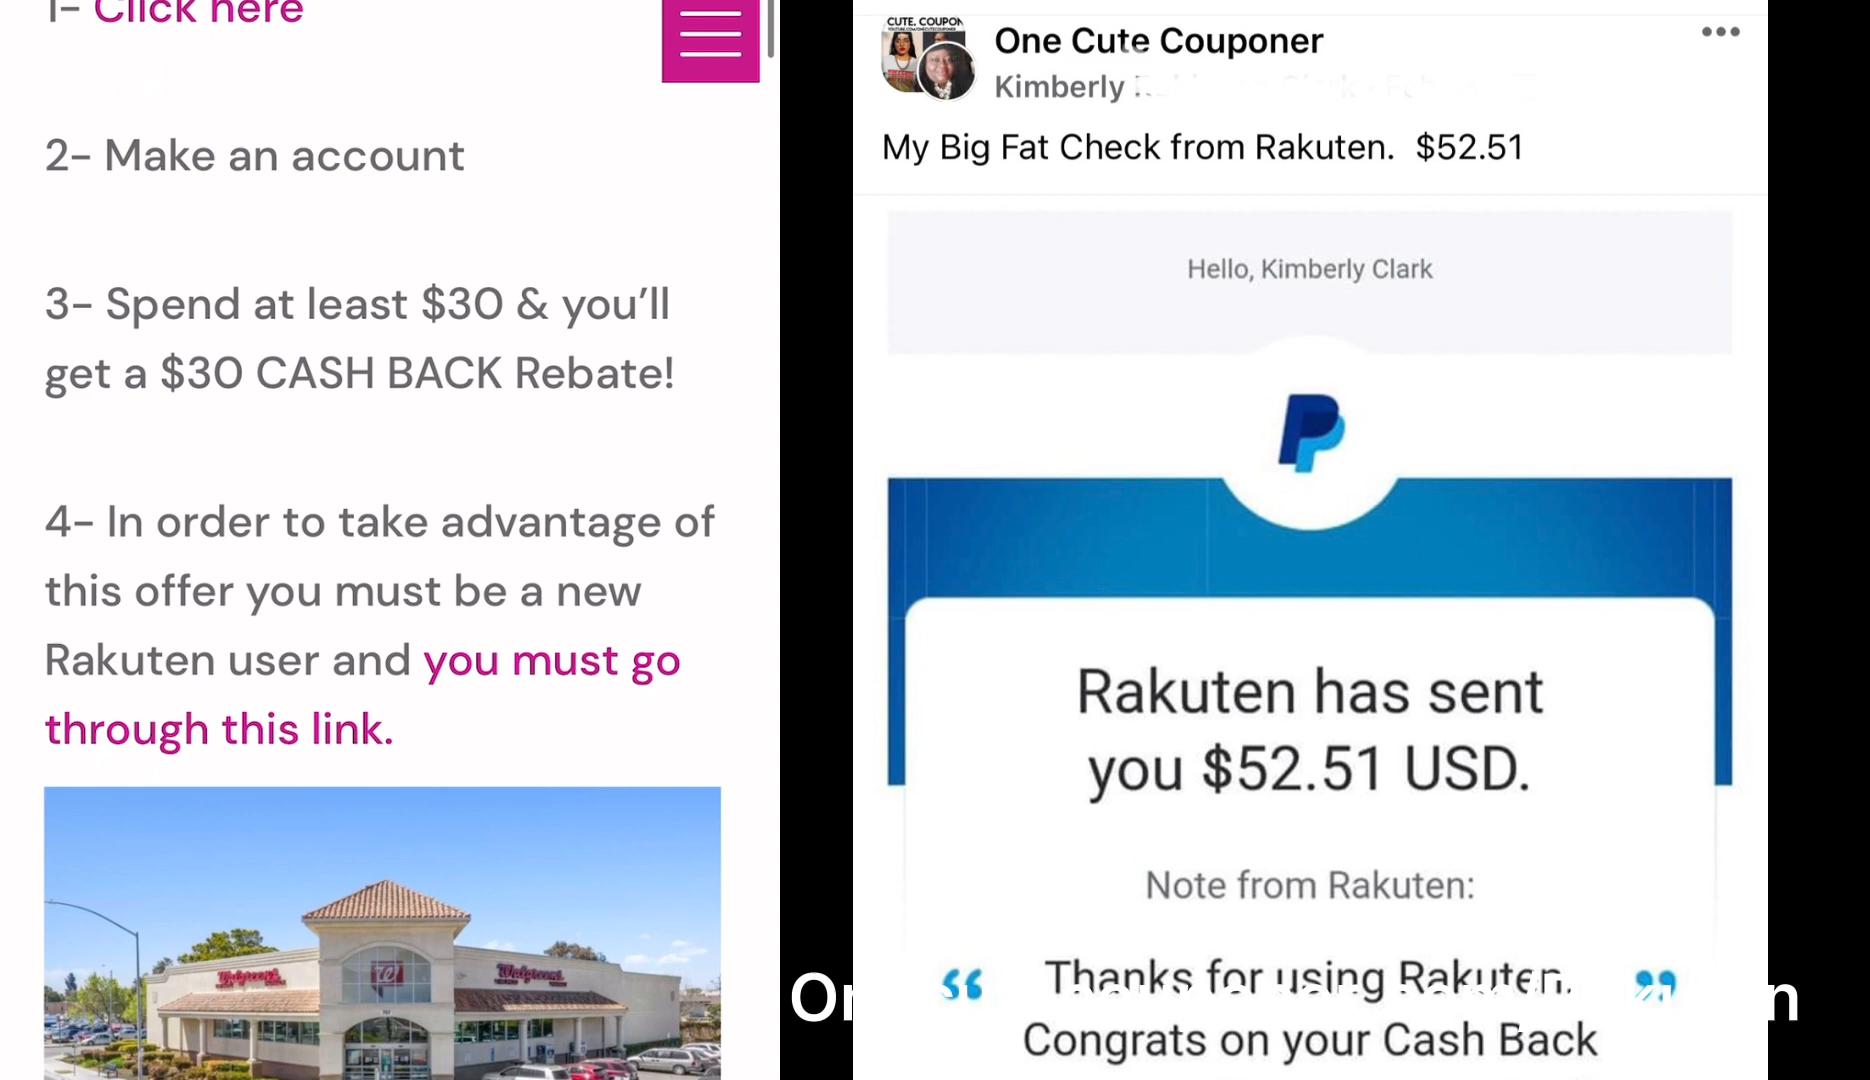 1- Click here
2- Make an account
3- Spend at least $30 & you'll
get a $30 CASH BACK Rebate!
4- In order to take advantage of
this offer you must be a new
Rakuten user and you must go
through this link.
Walgreens
Walgreens
CUTE. COUPON
One Cute Couponer
Kimberly
My Big Fat Check from Rakuten. $52.51
Hello, Kimberly Clark
Rakuten has sent
you $52.51 USD.
Note from Rakuten:
“ Thanks for using Rakuten ”
Congrats on your Cash Back